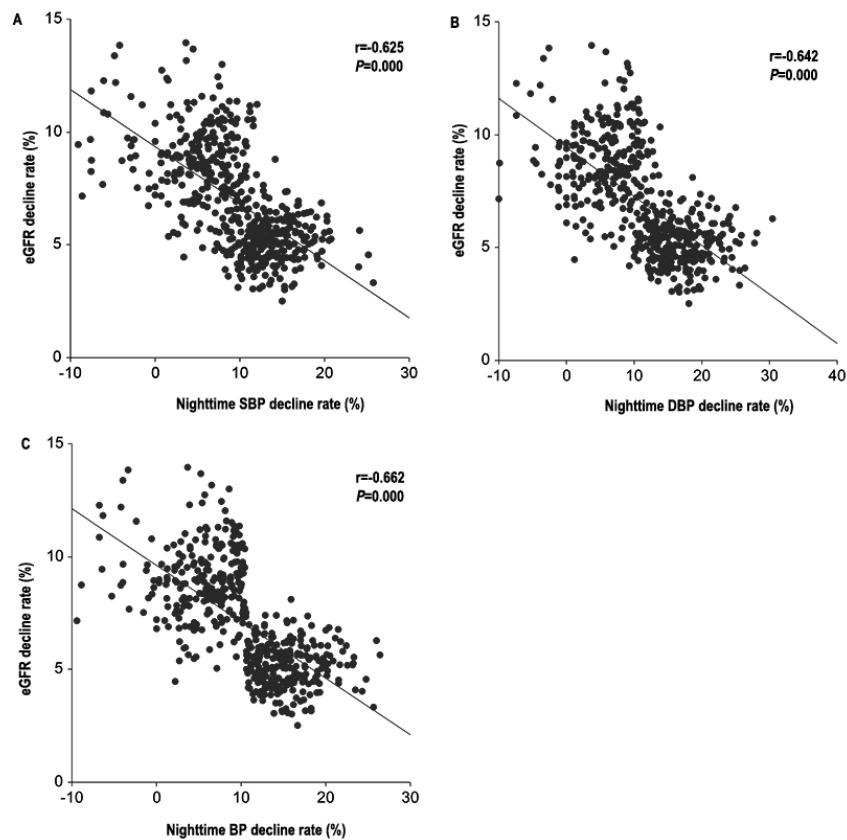 A
r=-0.625
P=0.000
15
10
5
0
eGFR decline rate (%)
-10
0
10
20
30
Nighttime SBP decline rate (%)
B
r=-0.642
P=0.000
15
10
5
0
eGFR decline rate (%)
-10
0
10
20
30
40
Nighttime DBP decline rate (%)
C
r=-0.662
P=0.000
15
10
5
0
eGFR decline rate (%)
-10
0
10
20
30
Nighttime BP decline rate (%)